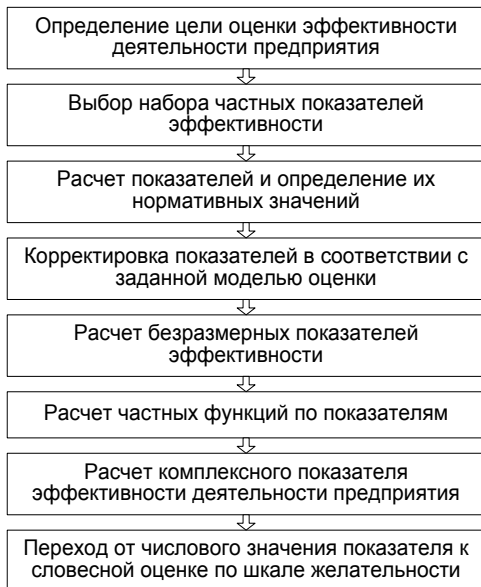 Определение цели оценки эффективности
деятельности предприятия
Выбор набора частных показателей
эффективности
Расчет показателей и определение их
нормативных значений
Корректировка показателей в соответствии с
заданной моделью оценки
Расчет безразмерных показателей
эффективности
Расчет частных функций по показателям
Расчет комплексного показателя
эффективности деятельности предприятия
Переход от числового значения показателя к
словесной оценке по шкале желательности